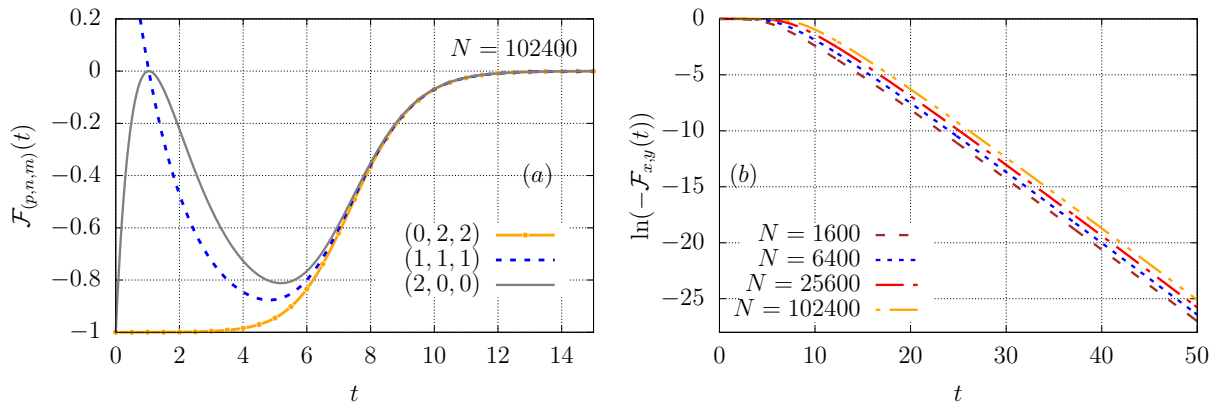 0.2
0
−0.2
−0.4
−0.6
−0.8
−1
0 2 4 6 8 10 12 14
t
F(p,n,m)(t)
N = 102400
(a)
(0, 2, 2)
(1, 1, 1)
(2, 0, 0)
0
−5
−10
−15
−20
−25
0 10 20 30 40 50
t
ln(−Fx,y(t))
(b)
N = 1600
N = 6400
N = 25600
N = 102400